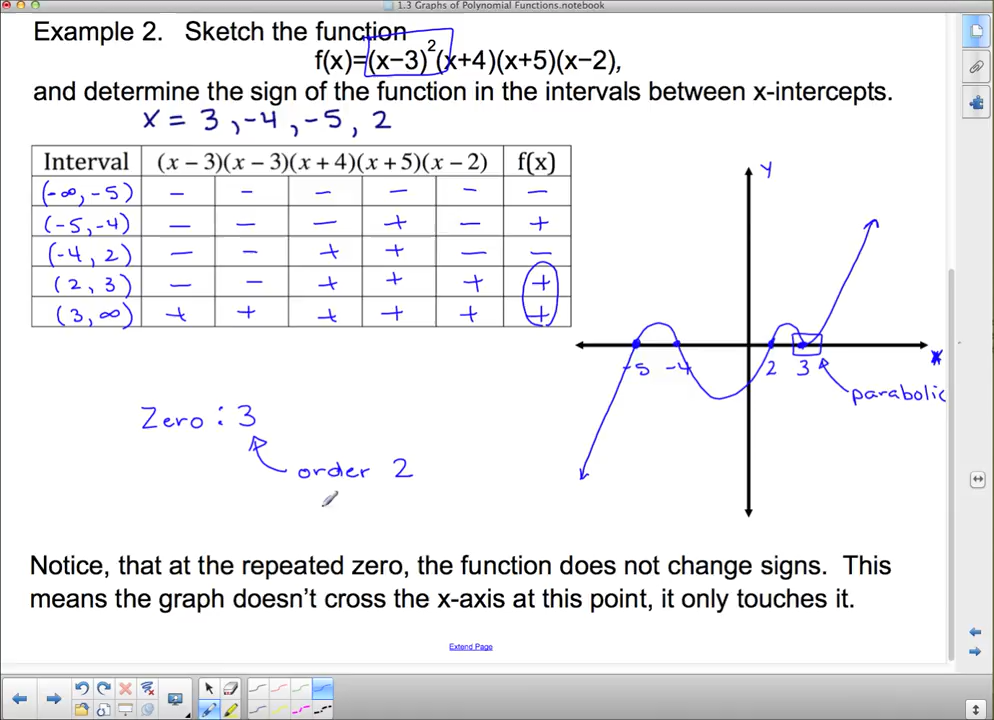 1.3 Graphs of Polynomial Functions.notebook
Example 2. Sketch the function
f(x)=(x−3)²(x+4)(x+5)(x−2),
and determine the sign of the function in the intervals between x-intercepts.
x = 3, -4, -5, 2
Interval (x − 3)(x − 3)(x + 4)(x + 5)(x − 2) f(x)
(-∞, -5) − − − − − −
(-5, -4) − − − + − +
(-4, 2) − − + + − −
(2, 3) − − + + + +
(3, ∞) + + + + + +
y
x
-5 -4 2 3
parabolic
Zero : 3
order 2
Notice, that at the repeated zero, the function does not change signs. This
means the graph doesn't cross the x-axis at this point, it only touches it.
Extend Page